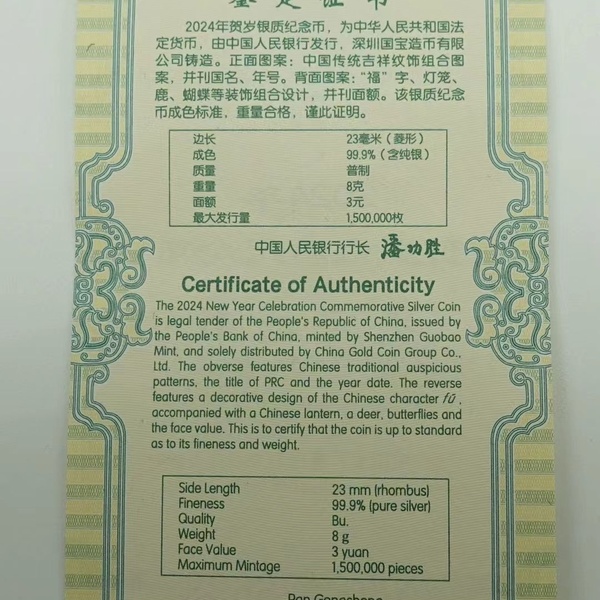 鉴定证书
2024年贺岁银质纪念币，为中华人民共和国法
定货币，由中国人民银行发行，深圳国宝造币有限
公司铸造。正面图案：中国传统吉祥纹饰组合图
案，并刊国名、年号。背面图案：“福”字、灯笼、
鹿、蝴蝶等装饰组合设计，并刊面额。该银质纪念
币成色标准，重量合格，谨此证明。
边长 23毫米（菱形）
成色 99.9%（含纯银）
质量 普制
重量 8克
面额 3元
最大发行量 1,500,000枚
中国人民银行行长 潘功胜
Certificate of Authenticity
The 2024 New Year Celebration Commemorative Silver Coin
is legal tender of the People's Republic of China, issued by
the People's Bank of China, minted by Shenzhen Guobao
Mint, and solely distributed by China Gold Coin Group Co.,
Ltd. The obverse features Chinese traditional auspicious
patterns, the title of PRC and the year date. The reverse
features a decorative design of the Chinese character fú ,
accompanied with a Chinese lantern, a deer, butterflies and
the face value. This is to certify that the coin is up to standard
as to its fineness and weight.
Side Length 23 mm (rhombus)
Fineness 99.9% (pure silver)
Quality Bu.
Weight 8 g
Face Value 3 yuan
Maximum Mintage 1,500,000 pieces
Pan Gongsheng